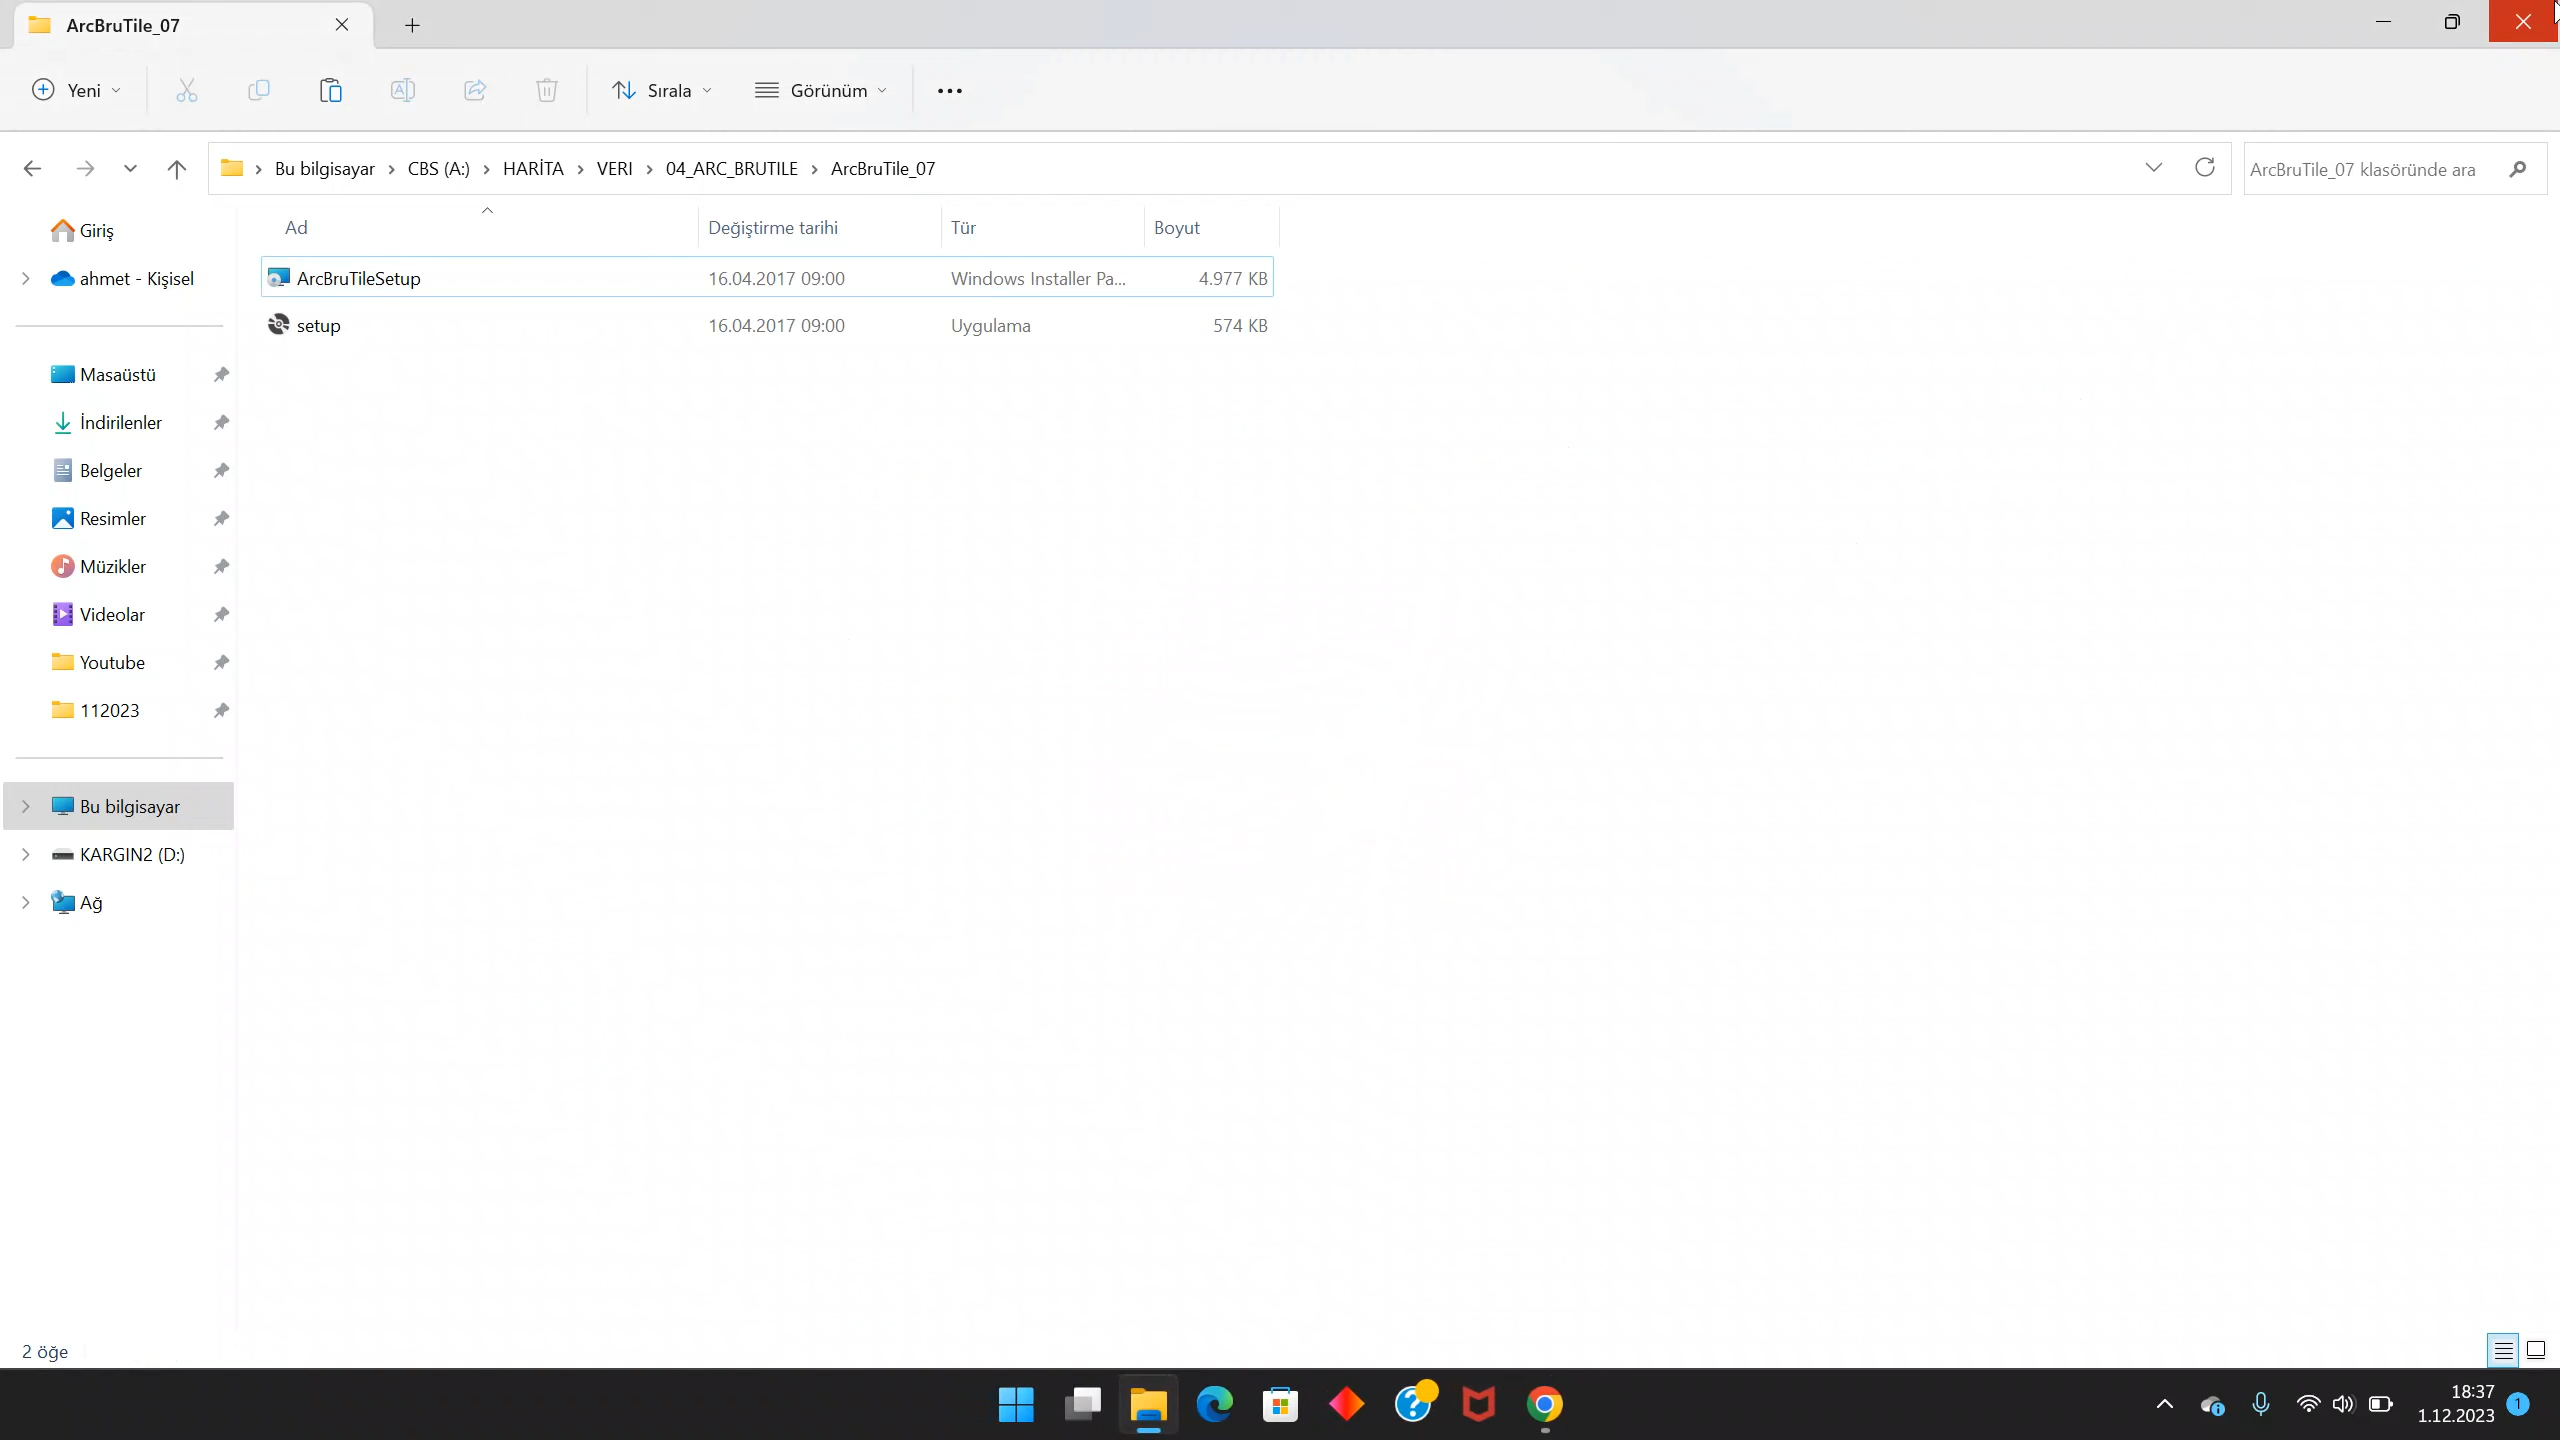 ArcBruTile_07
Yeni
Sırala
Görünüm
Bu bilgisayar > CBS (A:) > HARİTA > VERI > 04_ARC_BRUTILE > ArcBruTile_07
ArcBruTile_07 klasöründe ara
Ad Değiştirme tarihi Tür Boyut
ArcBruTileSetup 16.04.2017 09:00 Windows Installer Pa... 4.977 KB
setup 16.04.2017 09:00 Uygulama 574 KB
Giriş
ahmet - Kişisel
Masaüstü
İndirilenler
Belgeler
Resimler
Müzikler
Videolar
Youtube
112023
Bu bilgisayar
KARGIN2 (D:)
Ağ
2 öğe
18:37
1.12.2023
1